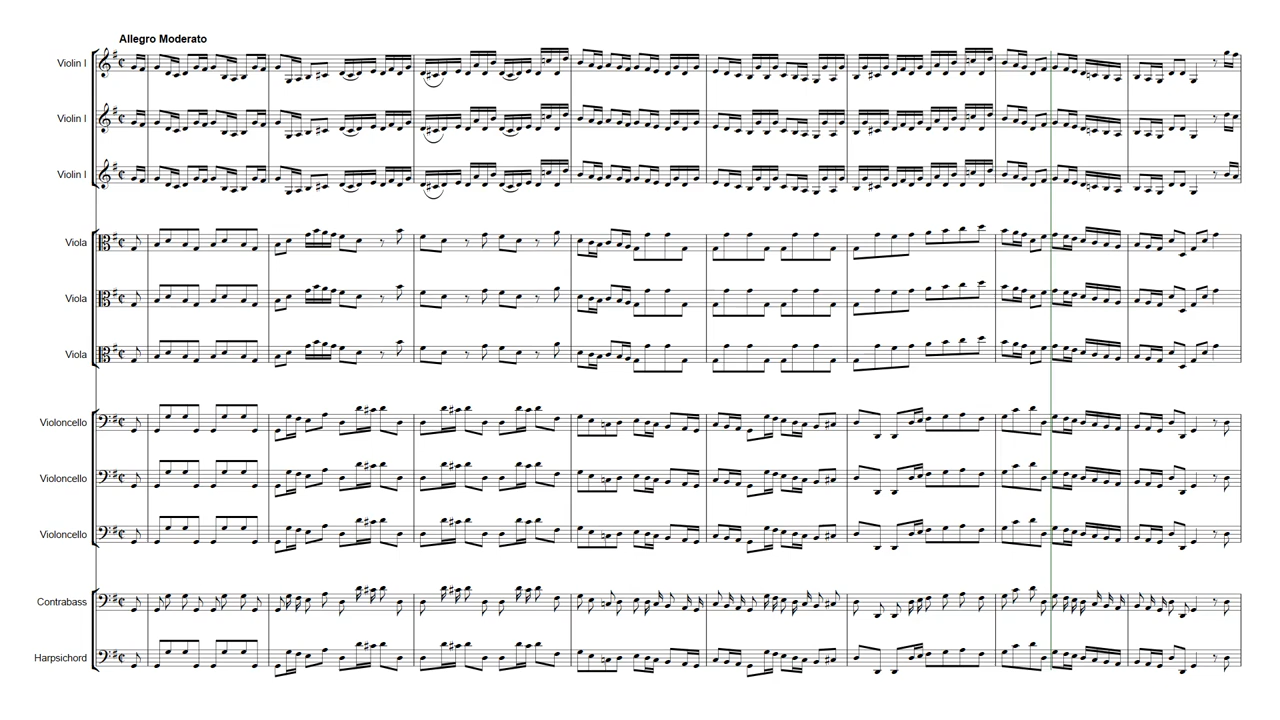 Allegro Moderato
Violin I
Violin I
Violin I
Viola
Viola
Viola
Violoncello
Violoncello
Violoncello
Contrabass
Harpsichord